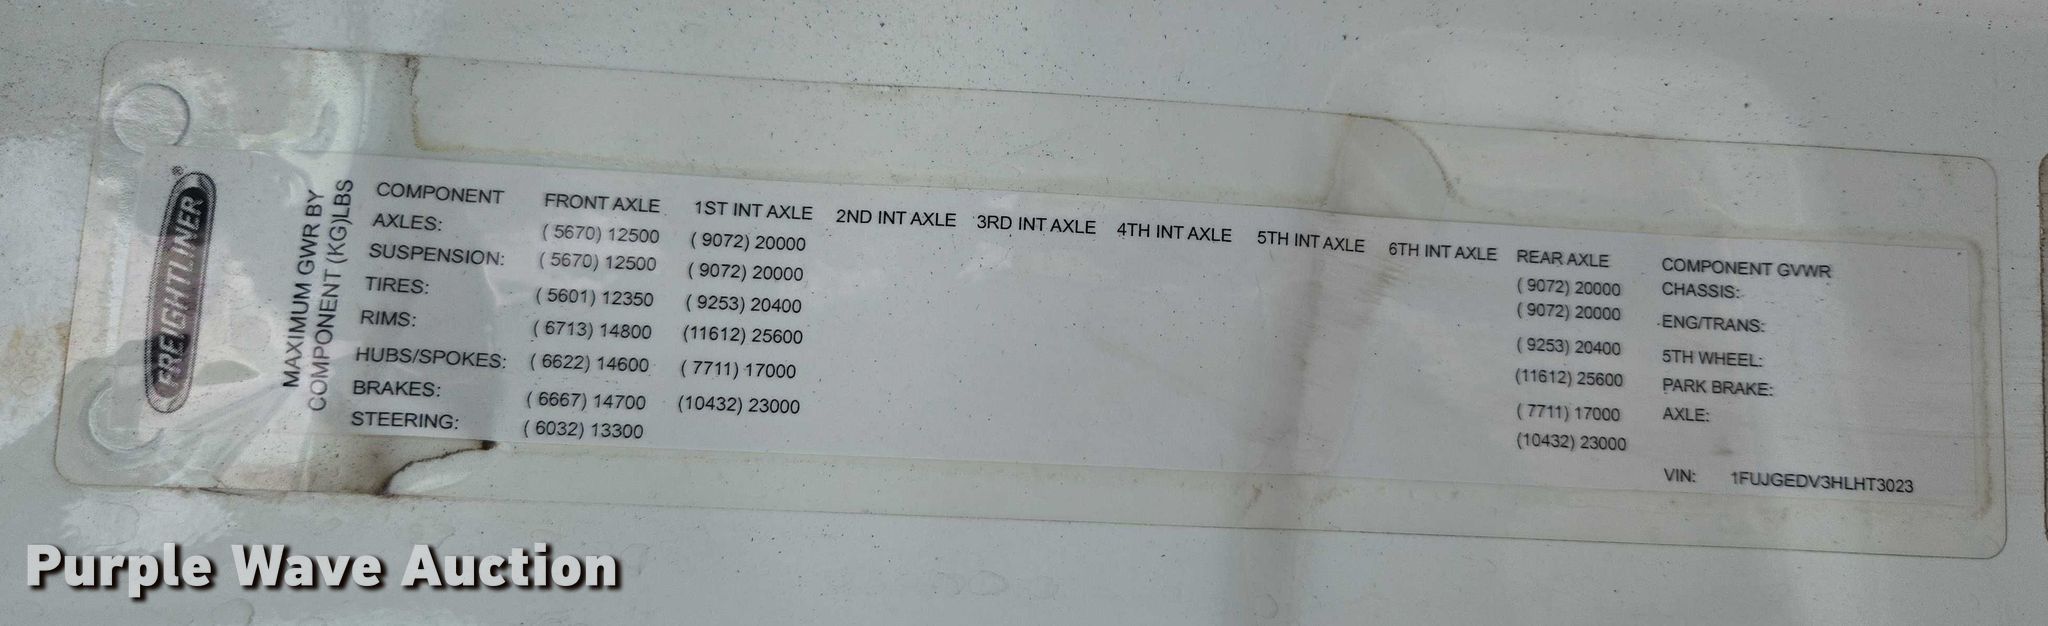 FREIGHTLINER®
MAXIMUM GWR BY
COMPONENT (KG)LBS
COMPONENT FRONT AXLE 1ST INT AXLE 2ND INT AXLE 3RD INT AXLE 4TH INT AXLE 5TH INT AXLE 6TH INT AXLE REAR AXLE COMPONENT GVWR
AXLES: ( 5670) 12500 ( 9072) 20000 ( 9072) 20000 CHASSIS:
SUSPENSION: ( 5670) 12500 ( 9072) 20000 ( 9072) 20000 ENG/TRANS:
TIRES: ( 5601) 12350 ( 9253) 20400 ( 9253) 20400 5TH WHEEL:
RIMS: ( 6713) 14800 (11612) 25600 (11612) 25600 PARK BRAKE:
HUBS/SPOKES: ( 6622) 14600 ( 7711) 17000 ( 7711) 17000 AXLE:
BRAKES: ( 6667) 14700 (10432) 23000 (10432) 23000
STEERING: ( 6032) 13300
VIN: 1FUJGEDV3HLHT3023
Purple Wave Auction